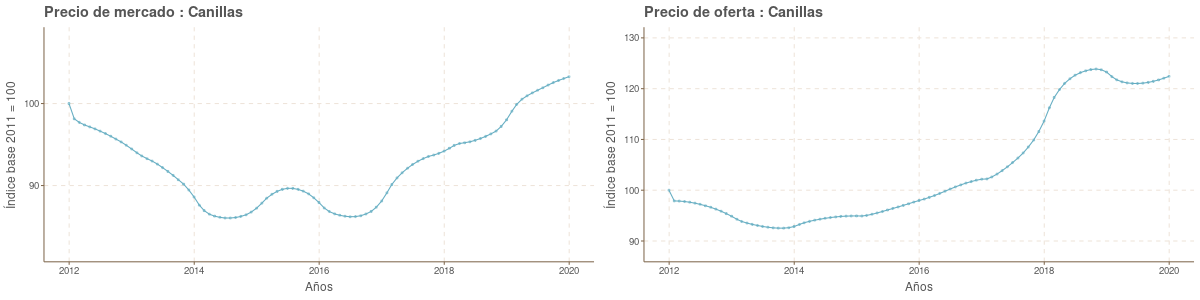 Precio de mercado : Canillas
Índice base 2011 = 100
100
90
2012
2014
2016
2018
2020
Años
Precio de oferta : Canillas
Índice base 2011 = 100
130
120
110
100
90
2012
2014
2016
2018
2020
Años